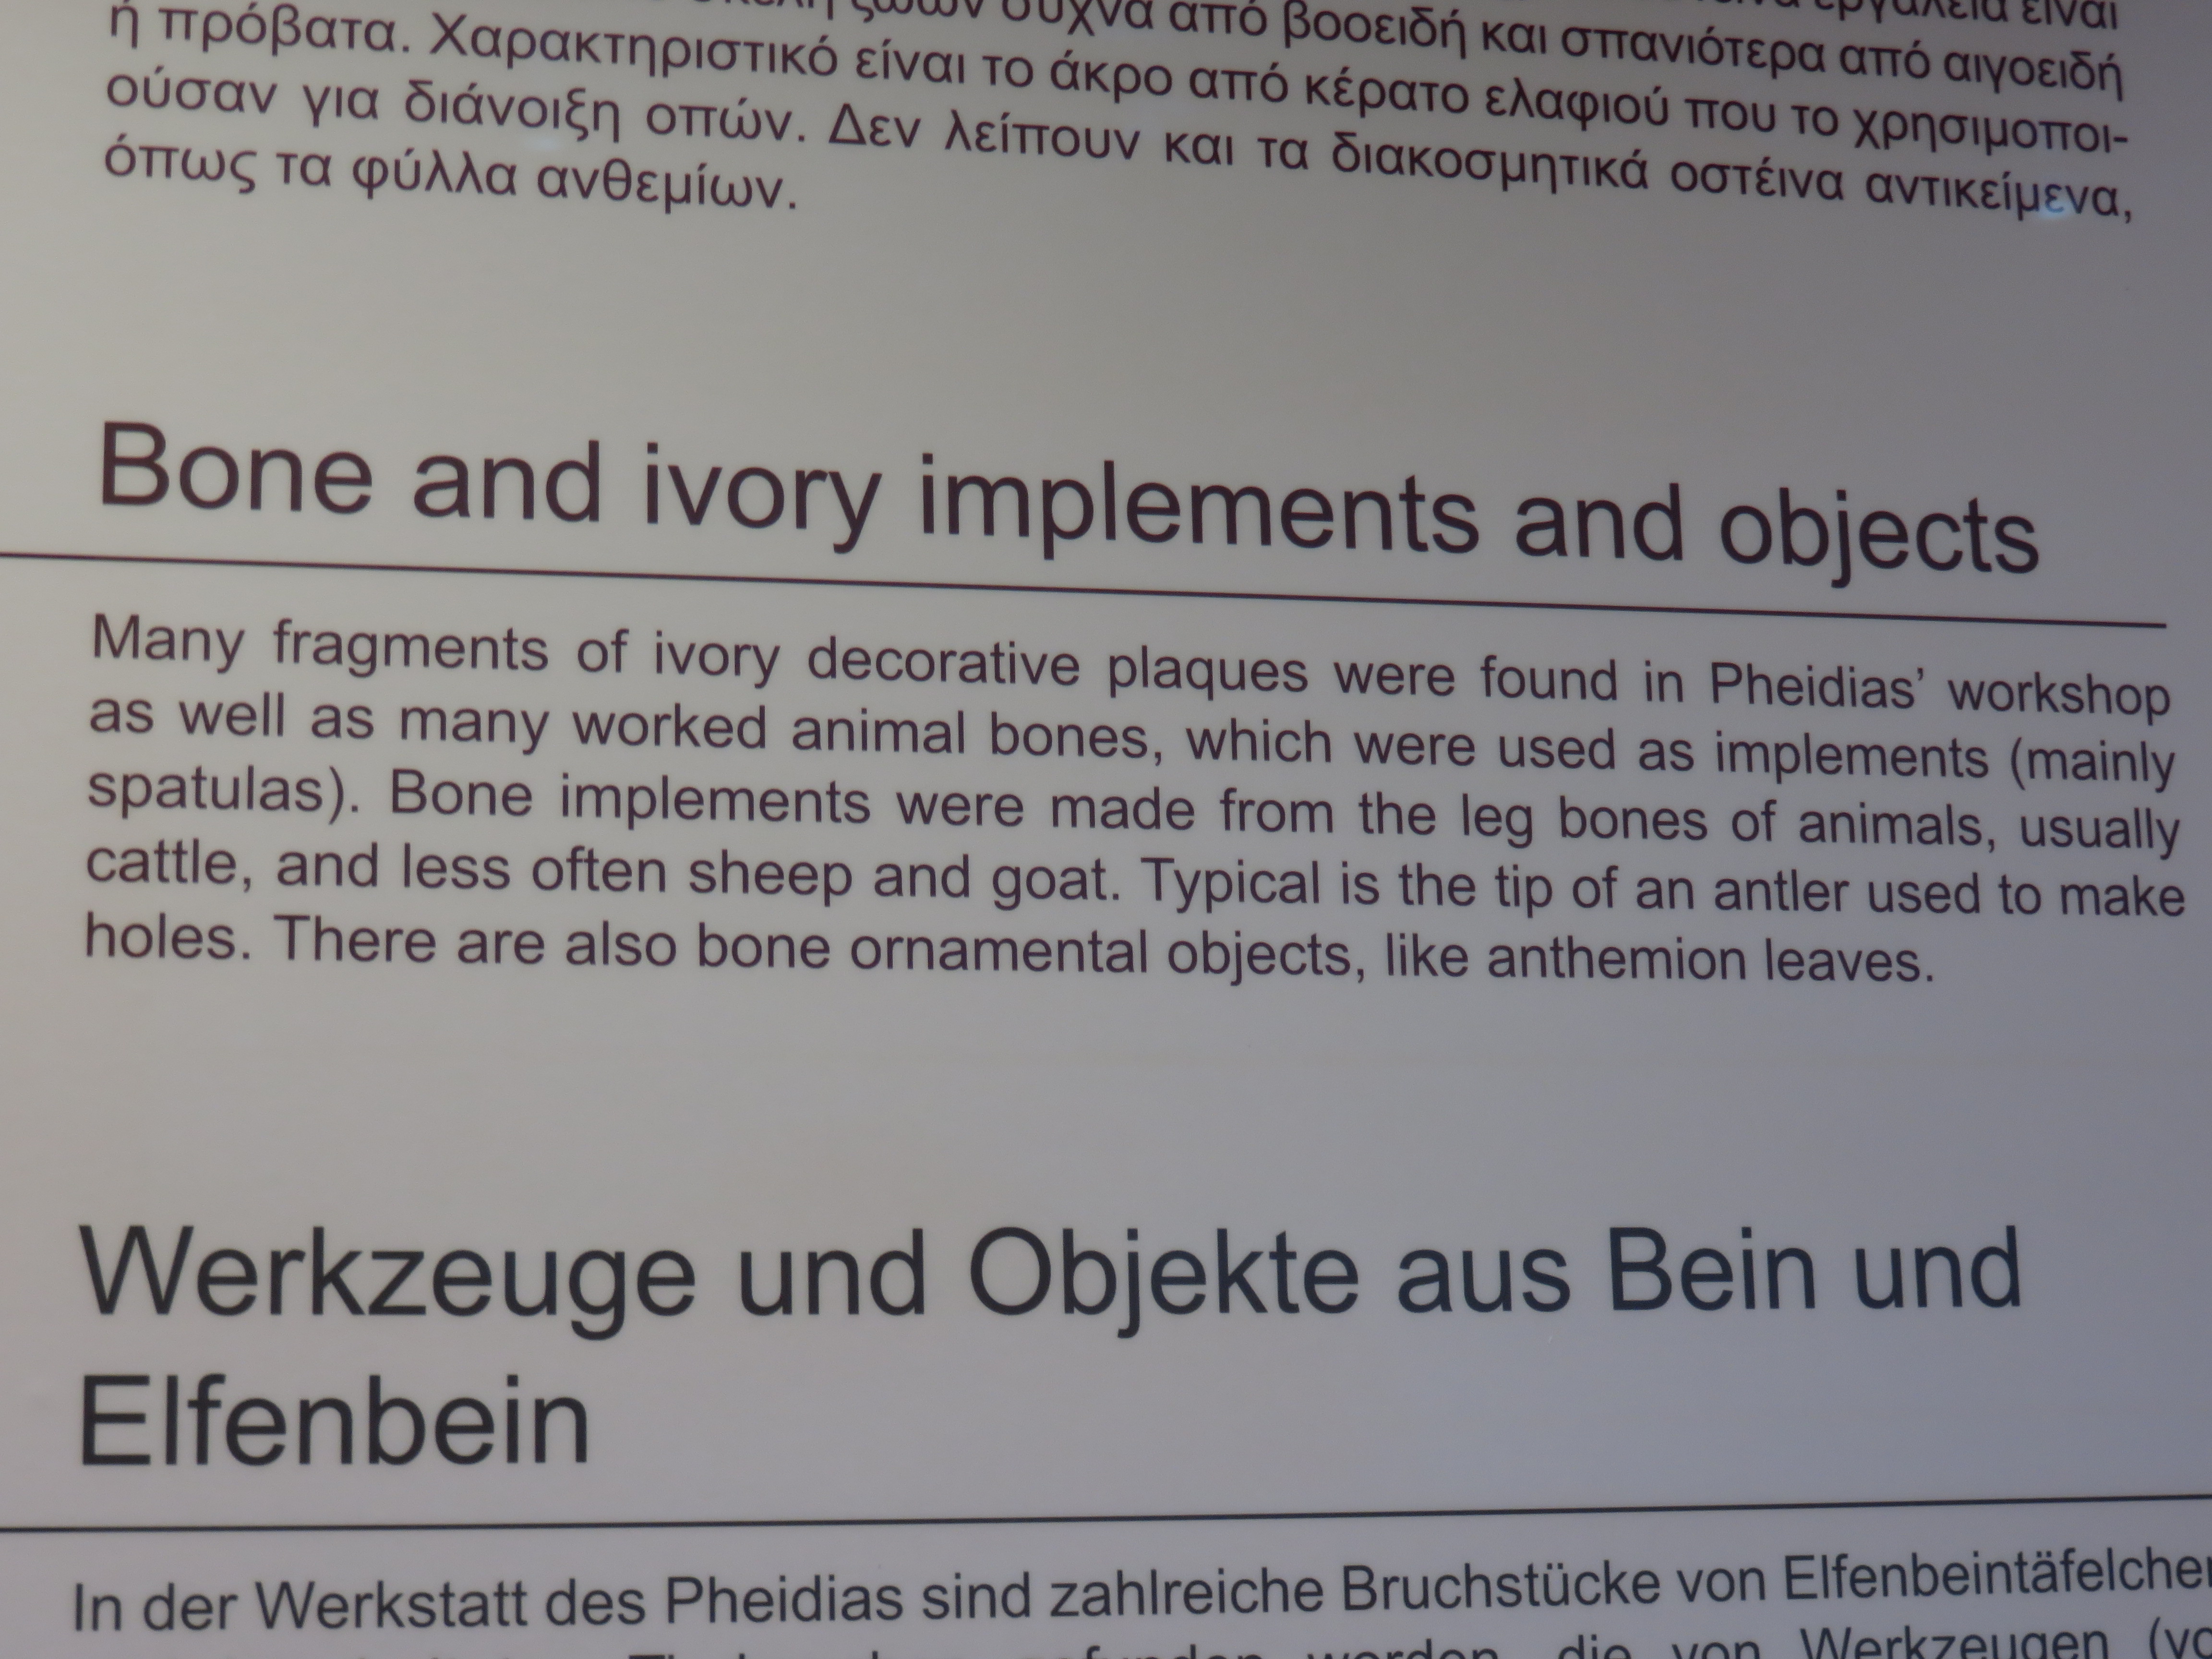 ζώων συχνά από βοοειδή και σπανιότερα από αιγοειδή
ή πρόβατα. Χαρακτηριστικό είναι το άκρο από κέρατο ελαφιού που το χρησιμοποι-
ούσαν για διάνοιξη οπών. Δεν λείπουν και τα διακοσμητικά οστέινα αντικείμενα,
όπως τα φύλλα ανθεμίων.
Bone and ivory implements and objects
Many fragments of ivory decorative plaques were found in Pheidias’ workshop
as well as many worked animal bones, which were used as implements (mainly
spatulas). Bone implements were made from the leg bones of animals, usually
cattle, and less often sheep and goat. Typical is the tip of an antler used to make
holes. There are also bone ornamental objects, like anthemion leaves.
Werkzeuge und Objekte aus Bein und
Elfenbein
In der Werkstatt des Pheidias sind zahlreiche Bruchstücke von Elfenbeintäfelchen
die von Werkzeugen